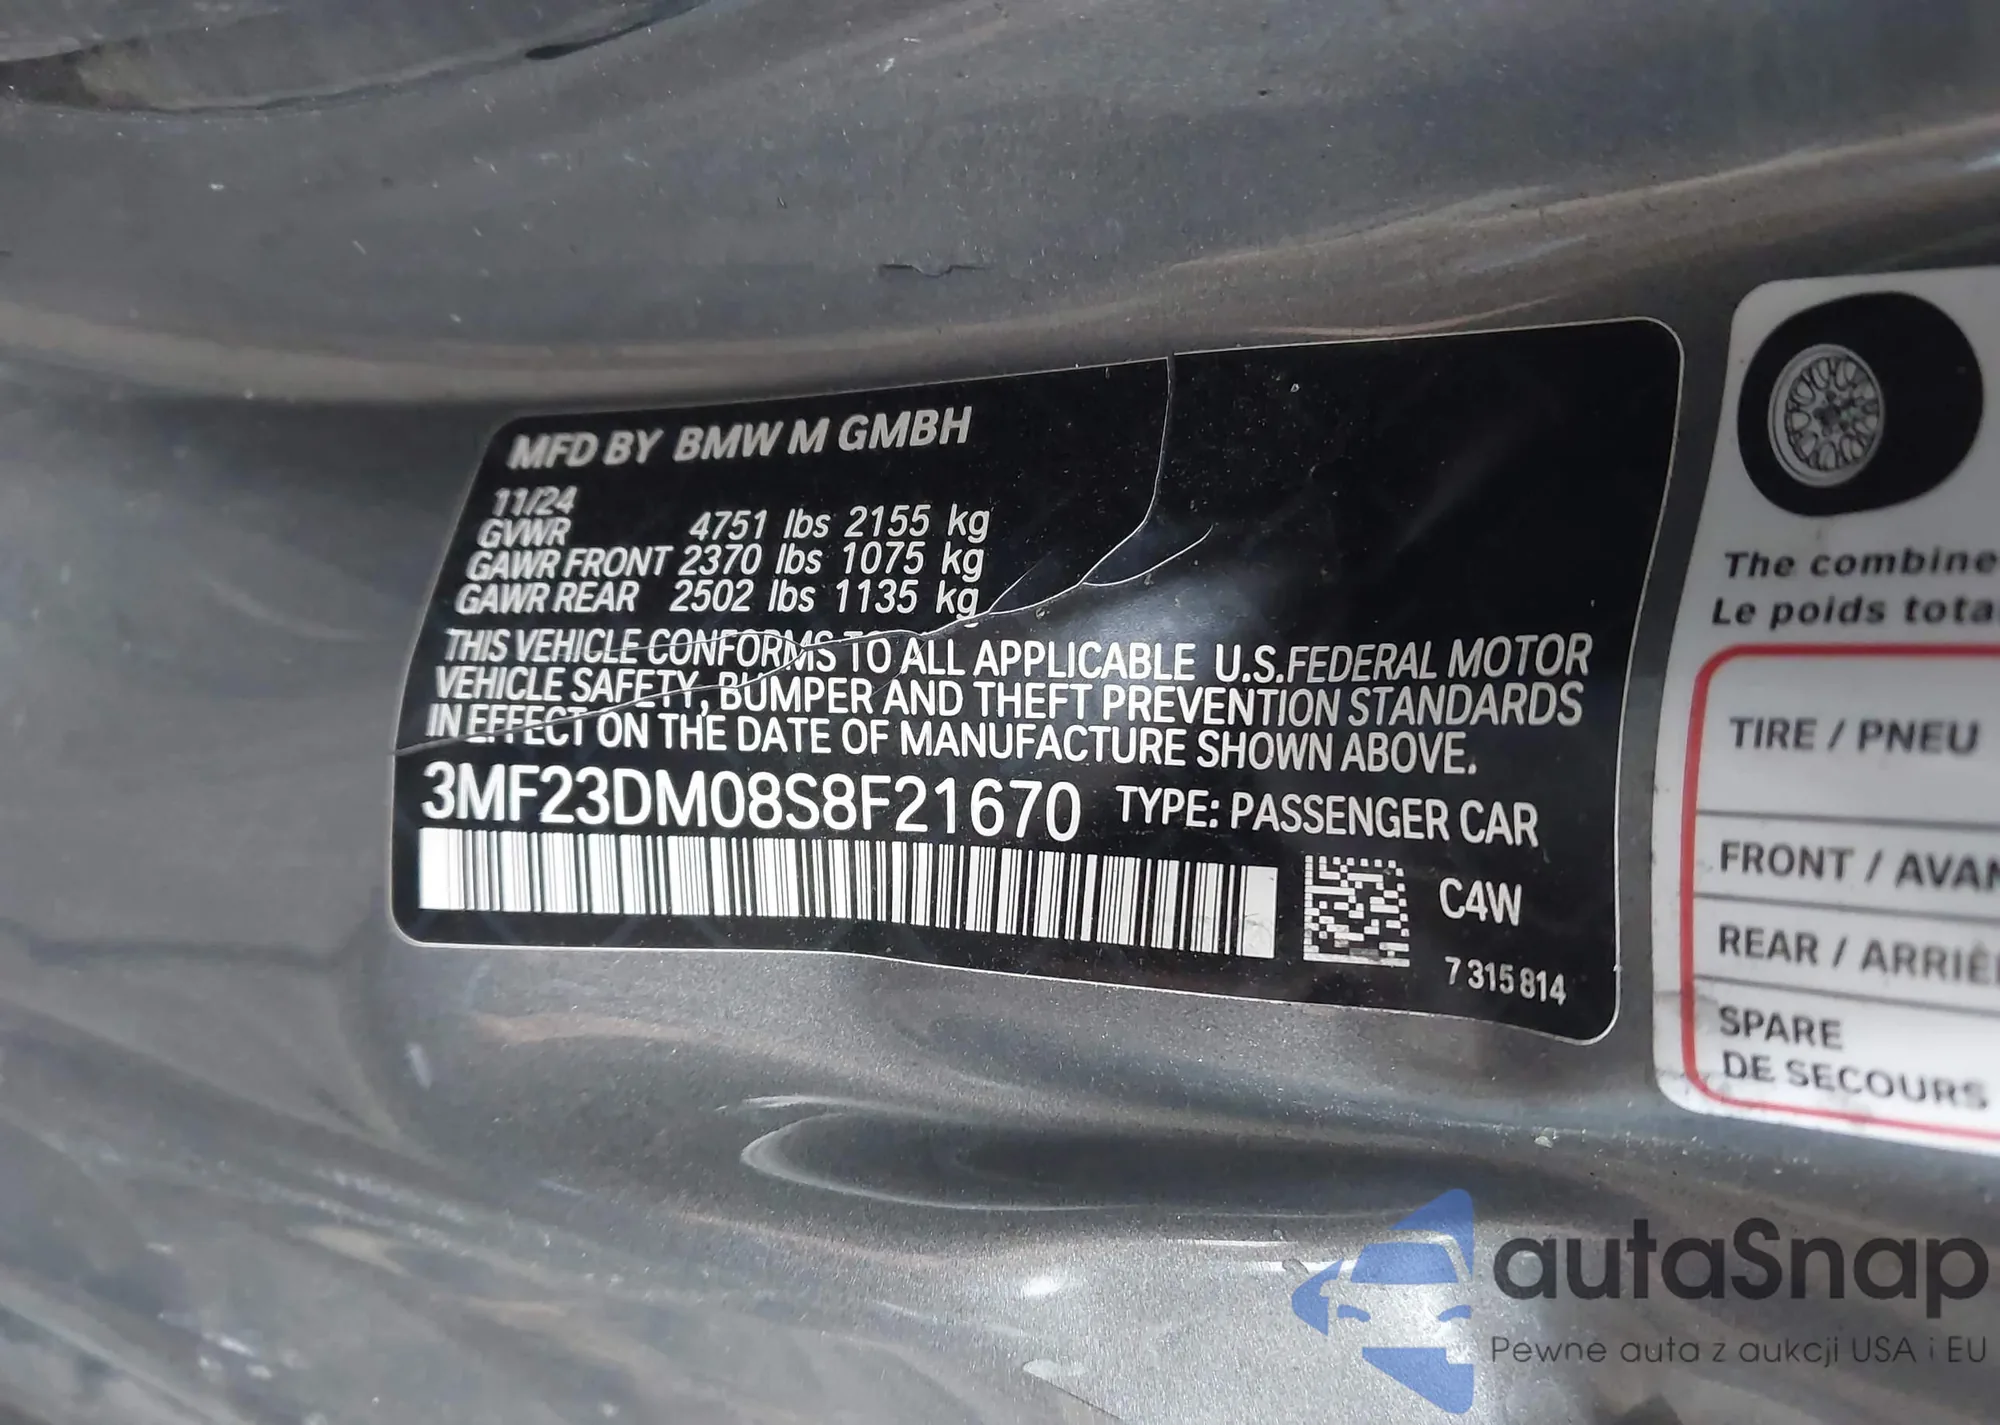 MFD BY BMW M GMBH
11/24
GVWR 4751 lbs 2155 kg
GAWR FRONT 2370 lbs 1075 kg
GAWR REAR 2502 lbs 1135 kg
THIS VEHICLE CONFORMS TO ALL APPLICABLE U.S.FEDERAL MOTOR
VEHICLE SAFETY, BUMPER AND THEFT PREVENTION STANDARDS
IN EFFECT ON THE DATE OF MANUFACTURE SHOWN ABOVE.
3MF23DM08S8F21670 TYPE: PASSENGER CAR
C4W
7 315 814
The combine
Le poids tota
TIRE / PNEU
FRONT / AVAN
REAR / ARRIÈ
SPARE
DE SECOURS
autaSnap
Pewne auta z aukcji USA i EU